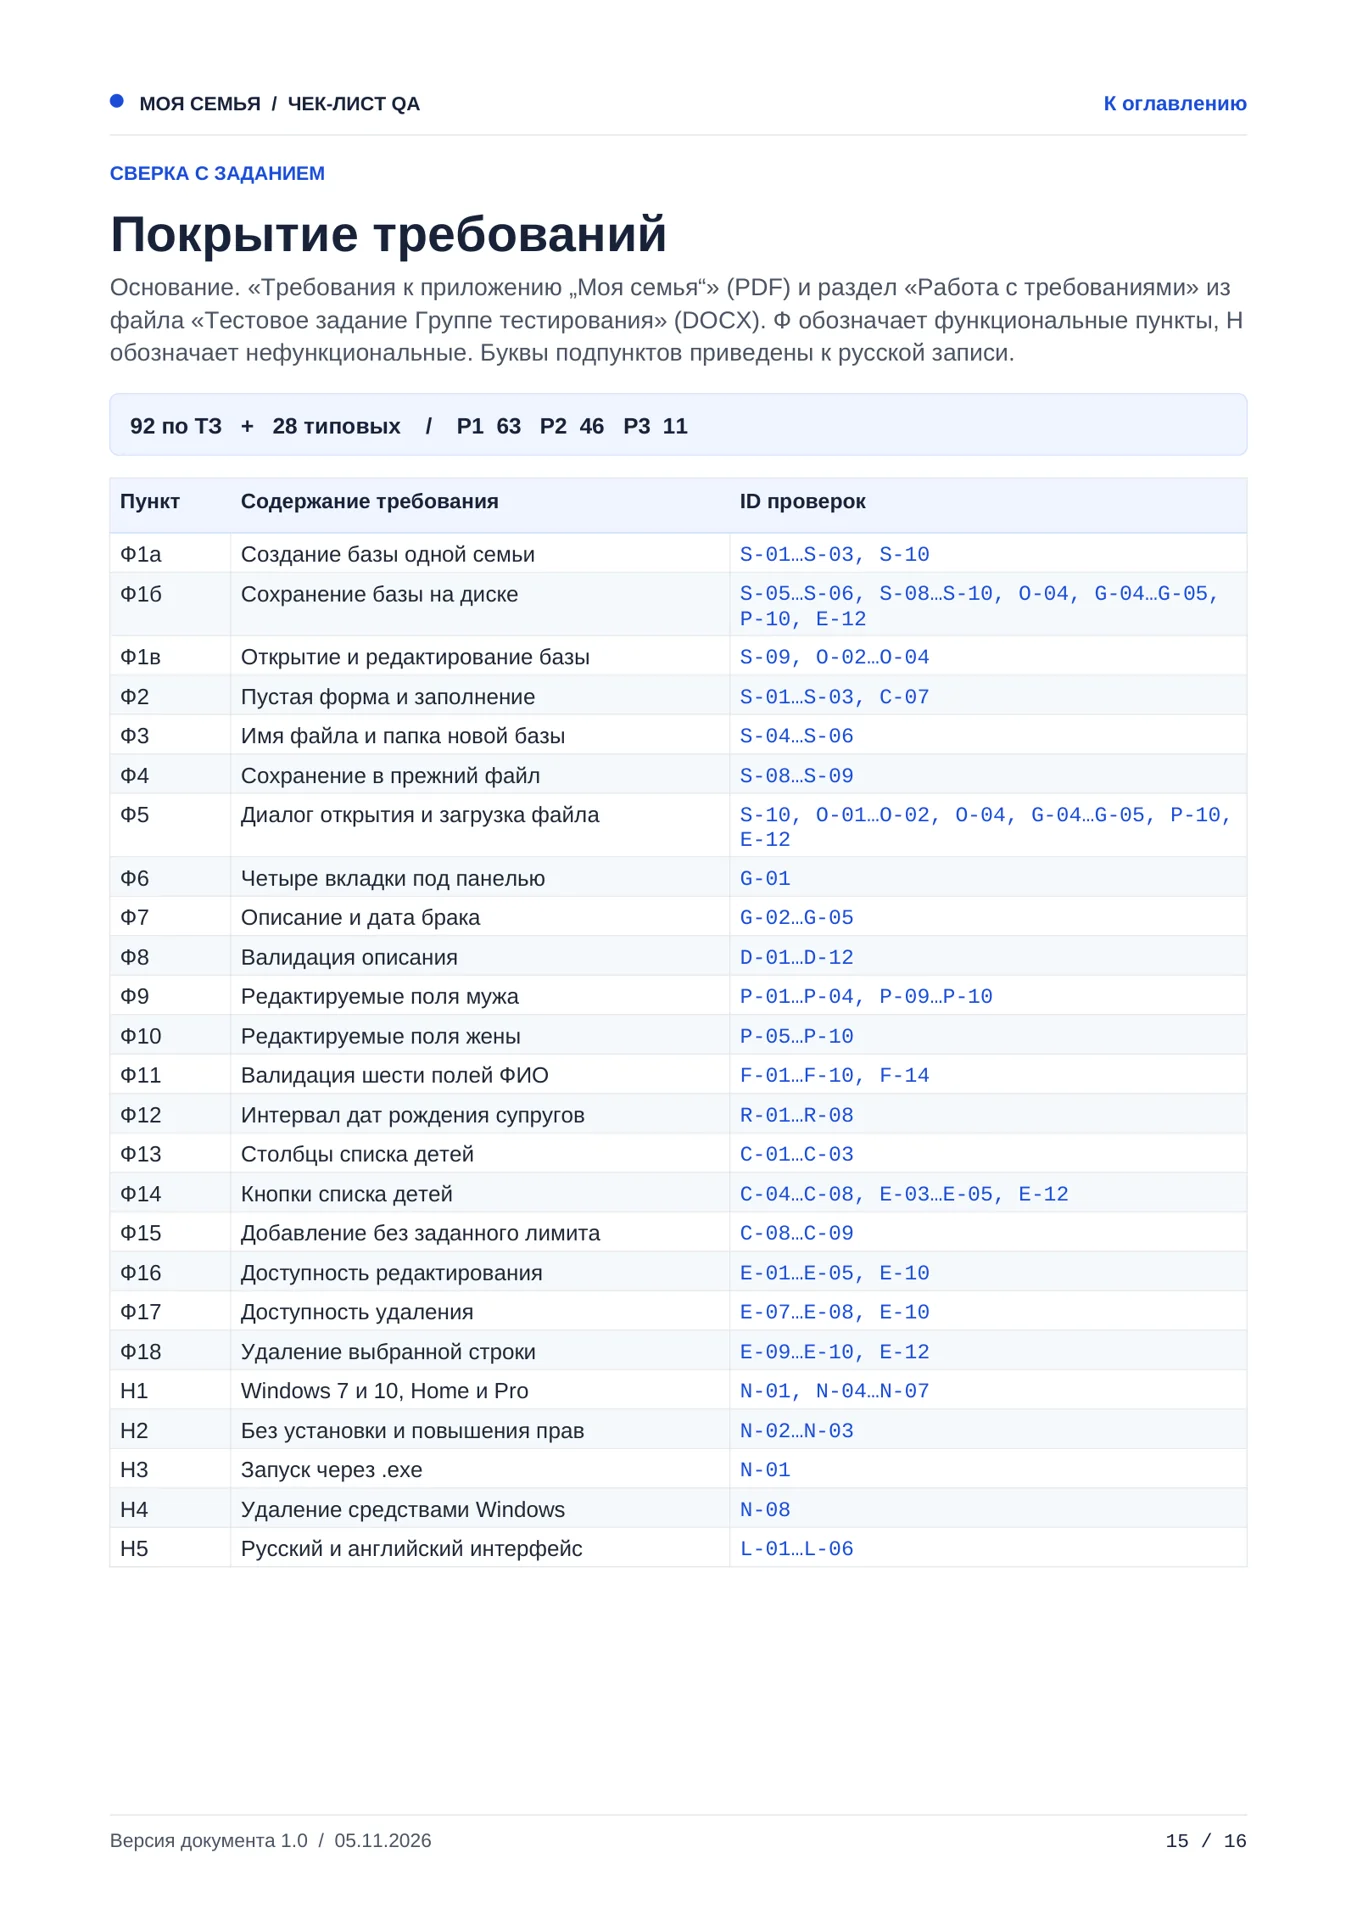 МОЯ СЕМЬЯ / ЧЕК-ЛИСТ QA
К оглавлению
СВЕРКА С ЗАДАНИЕМ
Покрытие требований
Основание. «Требования к приложению „Моя семья“» (PDF) и раздел «Работа с требованиями» из
файла «Тестовое задание Группе тестирования» (DOCX). Ф обозначает функциональные пункты, Н
обозначает нефункциональные. Буквы подпунктов приведены к русской записи.
92 по ТЗ + 28 типовых / P1 63 P2 46 P3 11
Пункт Содержание требования ID проверок
Ф1а Создание базы одной семьи S-01…S-03, S-10
Ф1б Сохранение базы на диске S-05…S-06, S-08…S-10, O-04, G-04…G-05,
P-10, E-12
Ф1в Открытие и редактирование базы S-09, O-02…O-04
Ф2 Пустая форма и заполнение S-01…S-03, C-07
Ф3 Имя файла и папка новой базы S-04…S-06
Ф4 Сохранение в прежний файл S-08…S-09
Ф5 Диалог открытия и загрузка файла S-10, O-01…O-02, O-04, G-04…G-05, P-10,
E-12
Ф6 Четыре вкладки под панелью G-01
Ф7 Описание и дата брака G-02…G-05
Ф8 Валидация описания D-01…D-12
Ф9 Редактируемые поля мужа P-01…P-04, P-09…P-10
Ф10 Редактируемые поля жены P-05…P-10
Ф11 Валидация шести полей ФИО F-01…F-10, F-14
Ф12 Интервал дат рождения супругов R-01…R-08
Ф13 Столбцы списка детей C-01…C-03
Ф14 Кнопки списка детей C-04…C-08, E-03…E-05, E-12
Ф15 Добавление без заданного лимита C-08…C-09
Ф16 Доступность редактирования E-01…E-05, E-10
Ф17 Доступность удаления E-07…E-08, E-10
Ф18 Удаление выбранной строки E-09…E-10, E-12
Н1 Windows 7 и 10, Home и Pro N-01, N-04…N-07
Н2 Без установки и повышения прав N-02…N-03
Н3 Запуск через .exe N-01
Н4 Удаление средствами Windows N-08
Н5 Русский и английский интерфейс L-01…L-06
Версия документа 1.0 / 05.11.2026
15 / 16